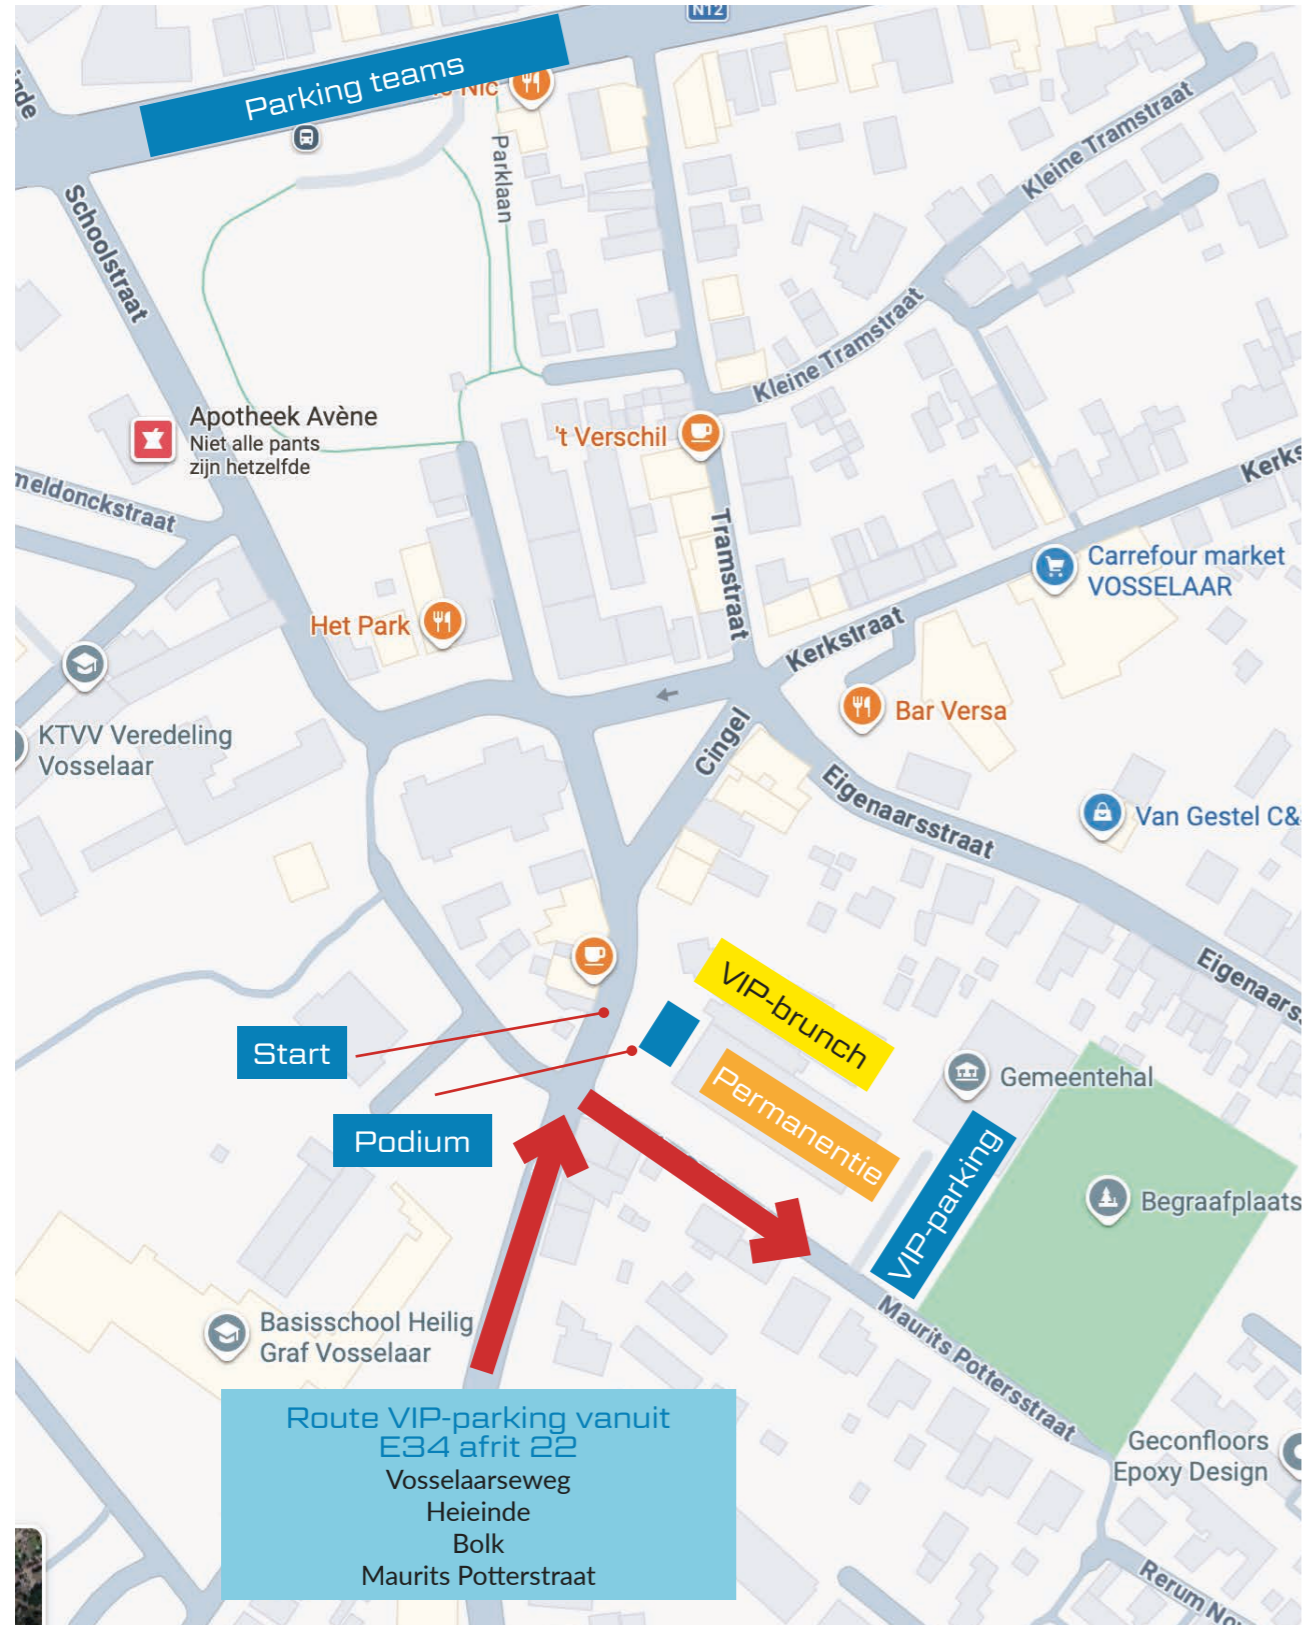 N12
Parking teams
Nic
inde
Parklaan
Kleine Tramstraat
Schoolstraat
Kleine Tramstraat
Apotheek Avène
Niet alle pants
zijn hetzelfde
't Verschil
Kerks
meldonckstraat
Tramstraat
Carrefour market
VOSSELAAR
Het Park
Kerkstraat
Bar Versa
KTVV Veredeling
Vosselaar
Cingel
Eigenaarsstraat
Van Gestel C&
Eigenaars
VIP-brunch
Start
Gemeentehal
Permanentie
Podium
VIP-parking
Begraafplaats
Basisschool Heilig
Graf Vosselaar
Maurits Pottersstraat
Route VIP-parking vanuit
E34 afrit 22
Vosselaarseweg
Heieinde
Bolk
Maurits Potterstraat
Geconfloors
Epoxy Design
Rerum Nov